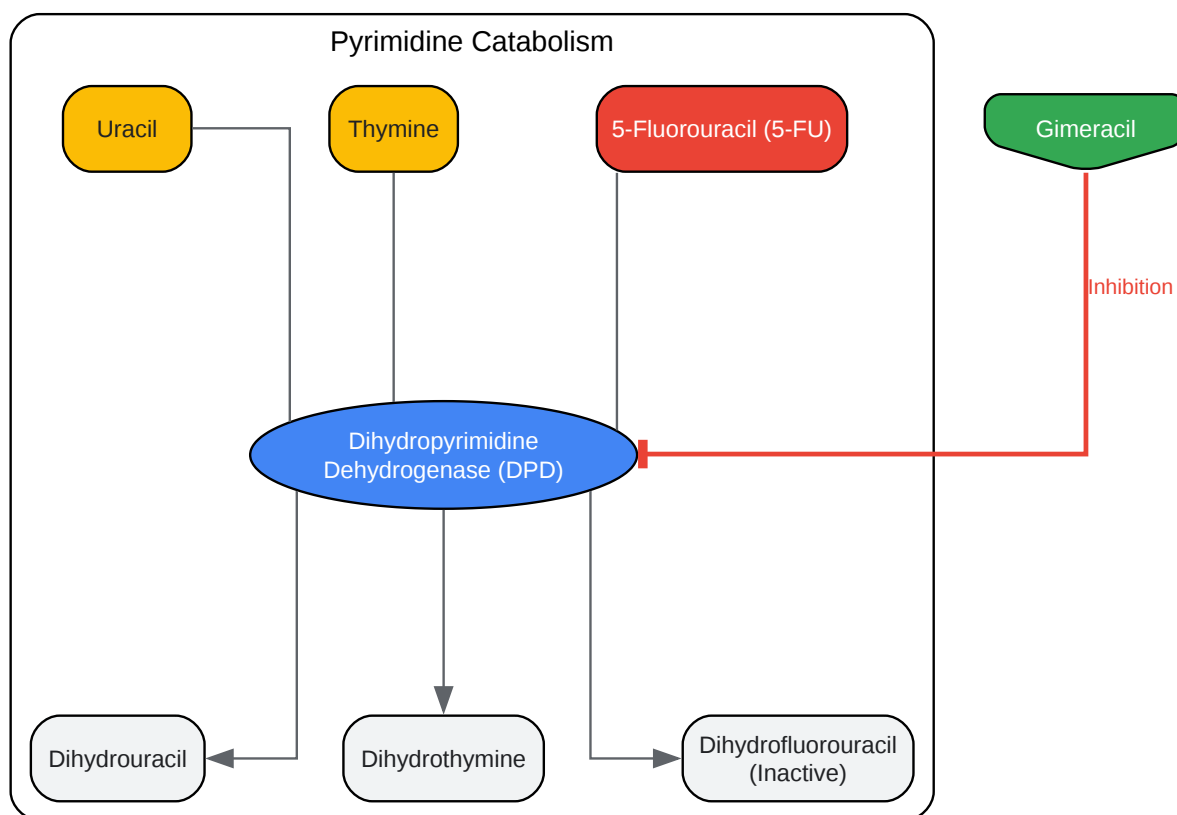 Pyrimidine Catabolism
Uracil
Thymine
5-Fluorouracil (5-FU)
Gimeracil
Inhibition
Dihydropyrimidine
Dehydrogenase (DPD)
Dihydrouracil
Dihydrothymine
Dihydrofluorouracil
(Inactive)